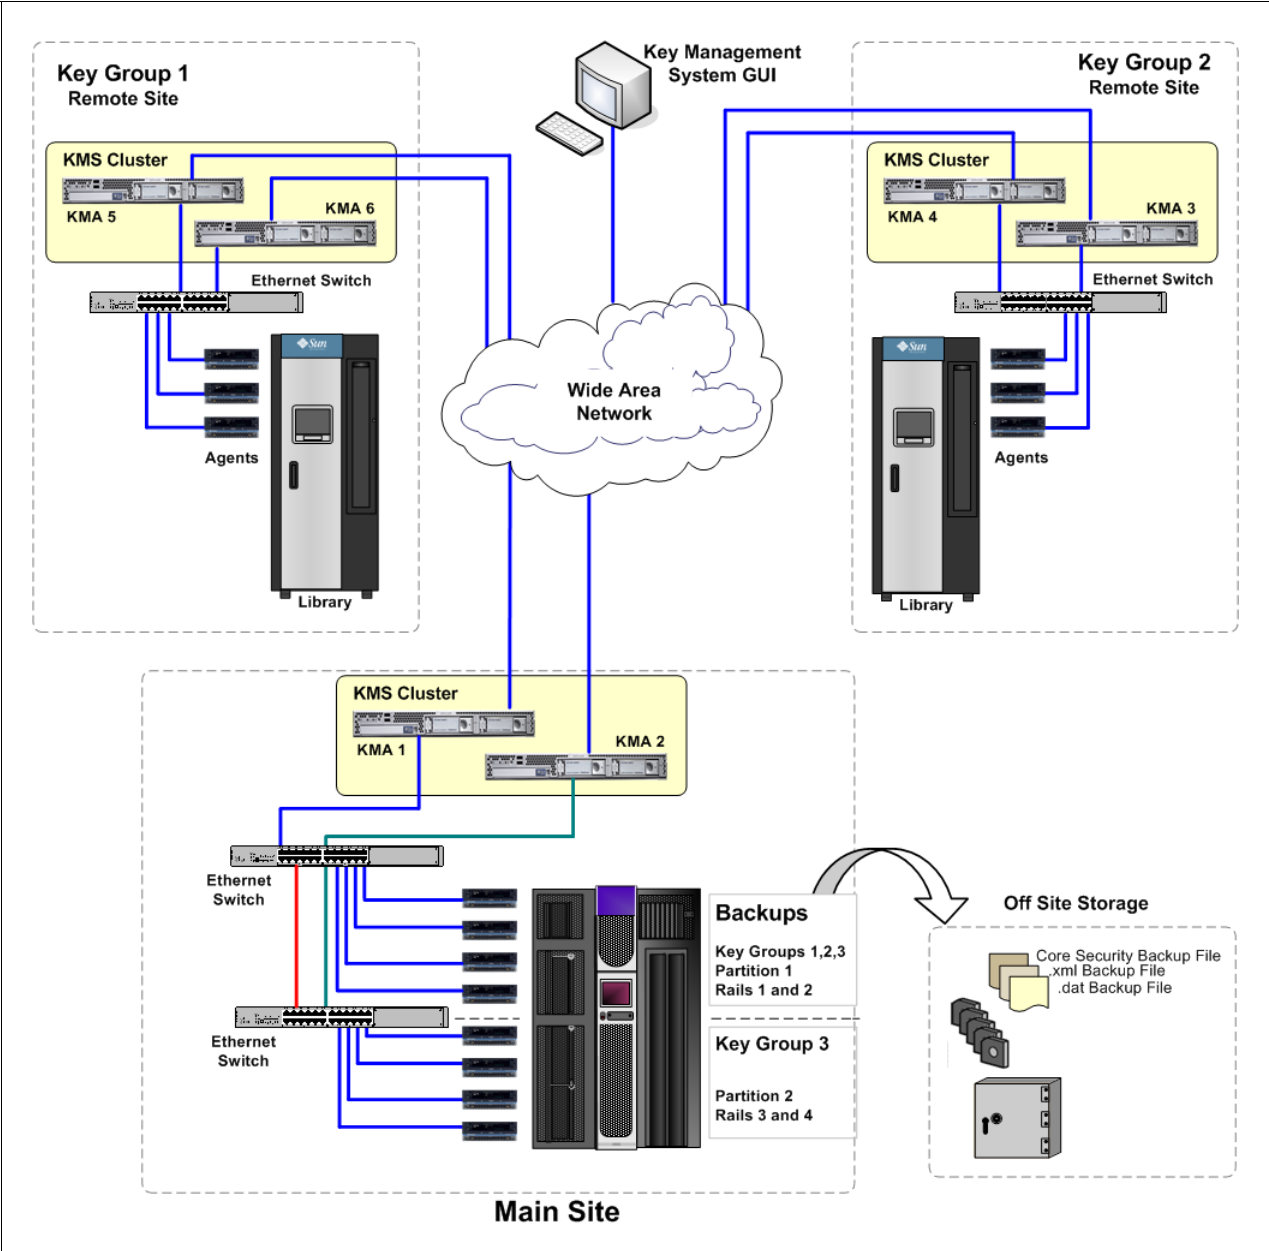 Key Group 1
Remote Site
KMS Cluster
KMA 5
KMA 6
Ethernet Switch
Sun
Agents
Library
Key Management
System GUI
Wide Area
Network
Key Group 2
Remote Site
KMS Cluster
KMA 4
KMA 3
Ethernet Switch
Sun
Agents
Library
KMS Cluster
KMA 1
KMA 2
Ethernet
Switch
Ethernet
Switch
Backups
Key Groups 1,2,3
Partition 1
Rails 1 and 2
Key Group 3
Partition 2
Rails 3 and 4
Main Site
Off Site Storage
Core Security Backup File
.xml Backup File
.dat Backup File